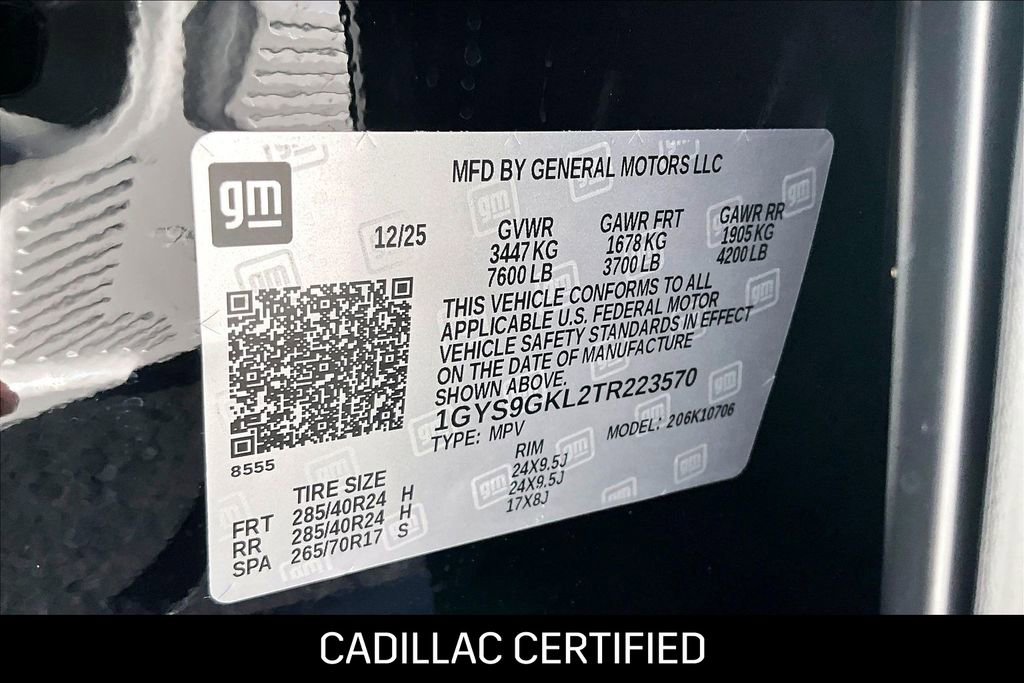 gm
MFD BY GENERAL MOTORS LLC
12/25
GVWR GAWR FRT GAWR RR
3447 KG 1678 KG 1905 KG
7600 LB 3700 LB 4200 LB
THIS VEHICLE CONFORMS TO ALL
APPLICABLE U.S. FEDERAL MOTOR
VEHICLE SAFETY STANDARDS IN EFFECT
ON THE DATE OF MANUFACTURE
SHOWN ABOVE.
1GYS9GKL2TR223570
TYPE: MPV MODEL: 206K10706
8555
TIRE SIZE RIM
FRT 285/40R24 H 24X9.5J
RR 285/40R24 H 24X9.5J
SPA 265/70R17 S 17X8J
CADILLAC CERTIFIED